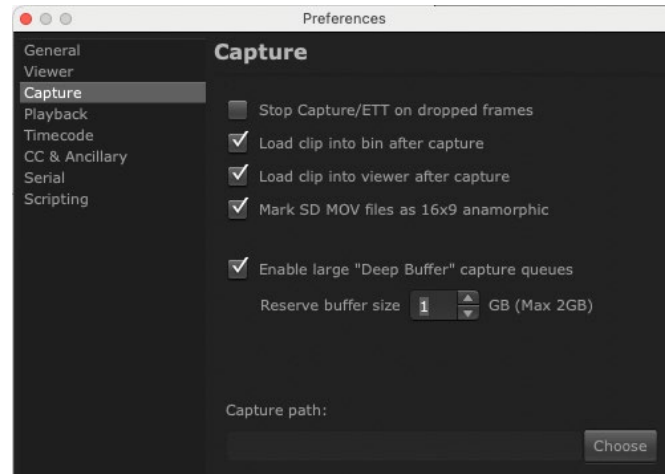 Preferences
General
Viewer
Capture
Playback
Timecode
CC & Ancillary
Serial
Scripting
Capture
Stop Capture/ETT on dropped frames
Load clip into bin after capture
Load clip into viewer after capture
Mark SD MOV files as 16x9 anamorphic
Enable large "Deep Buffer" capture queues
Reserve buffer size 1 GB (Max 2GB)
Capture path:
Choose